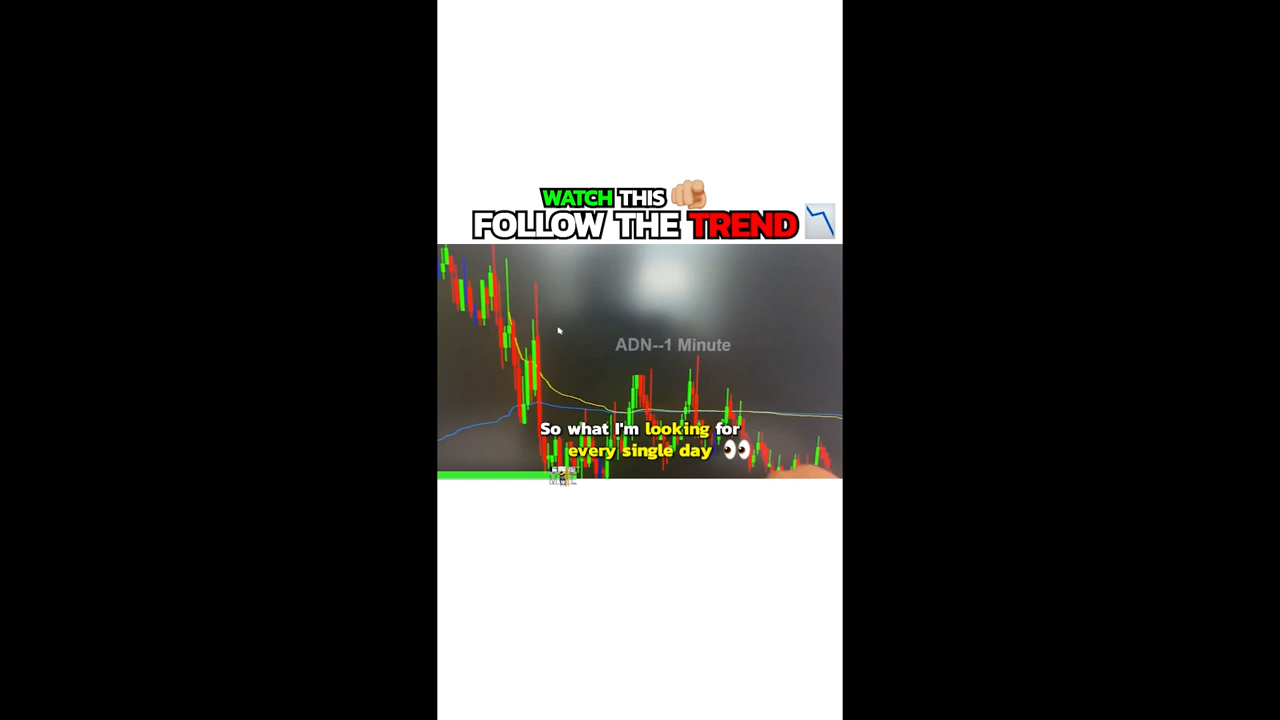 WATCH THIS
FOLLOW THE TREND
ADN--1 Minute
So what I'm looking for
every single day